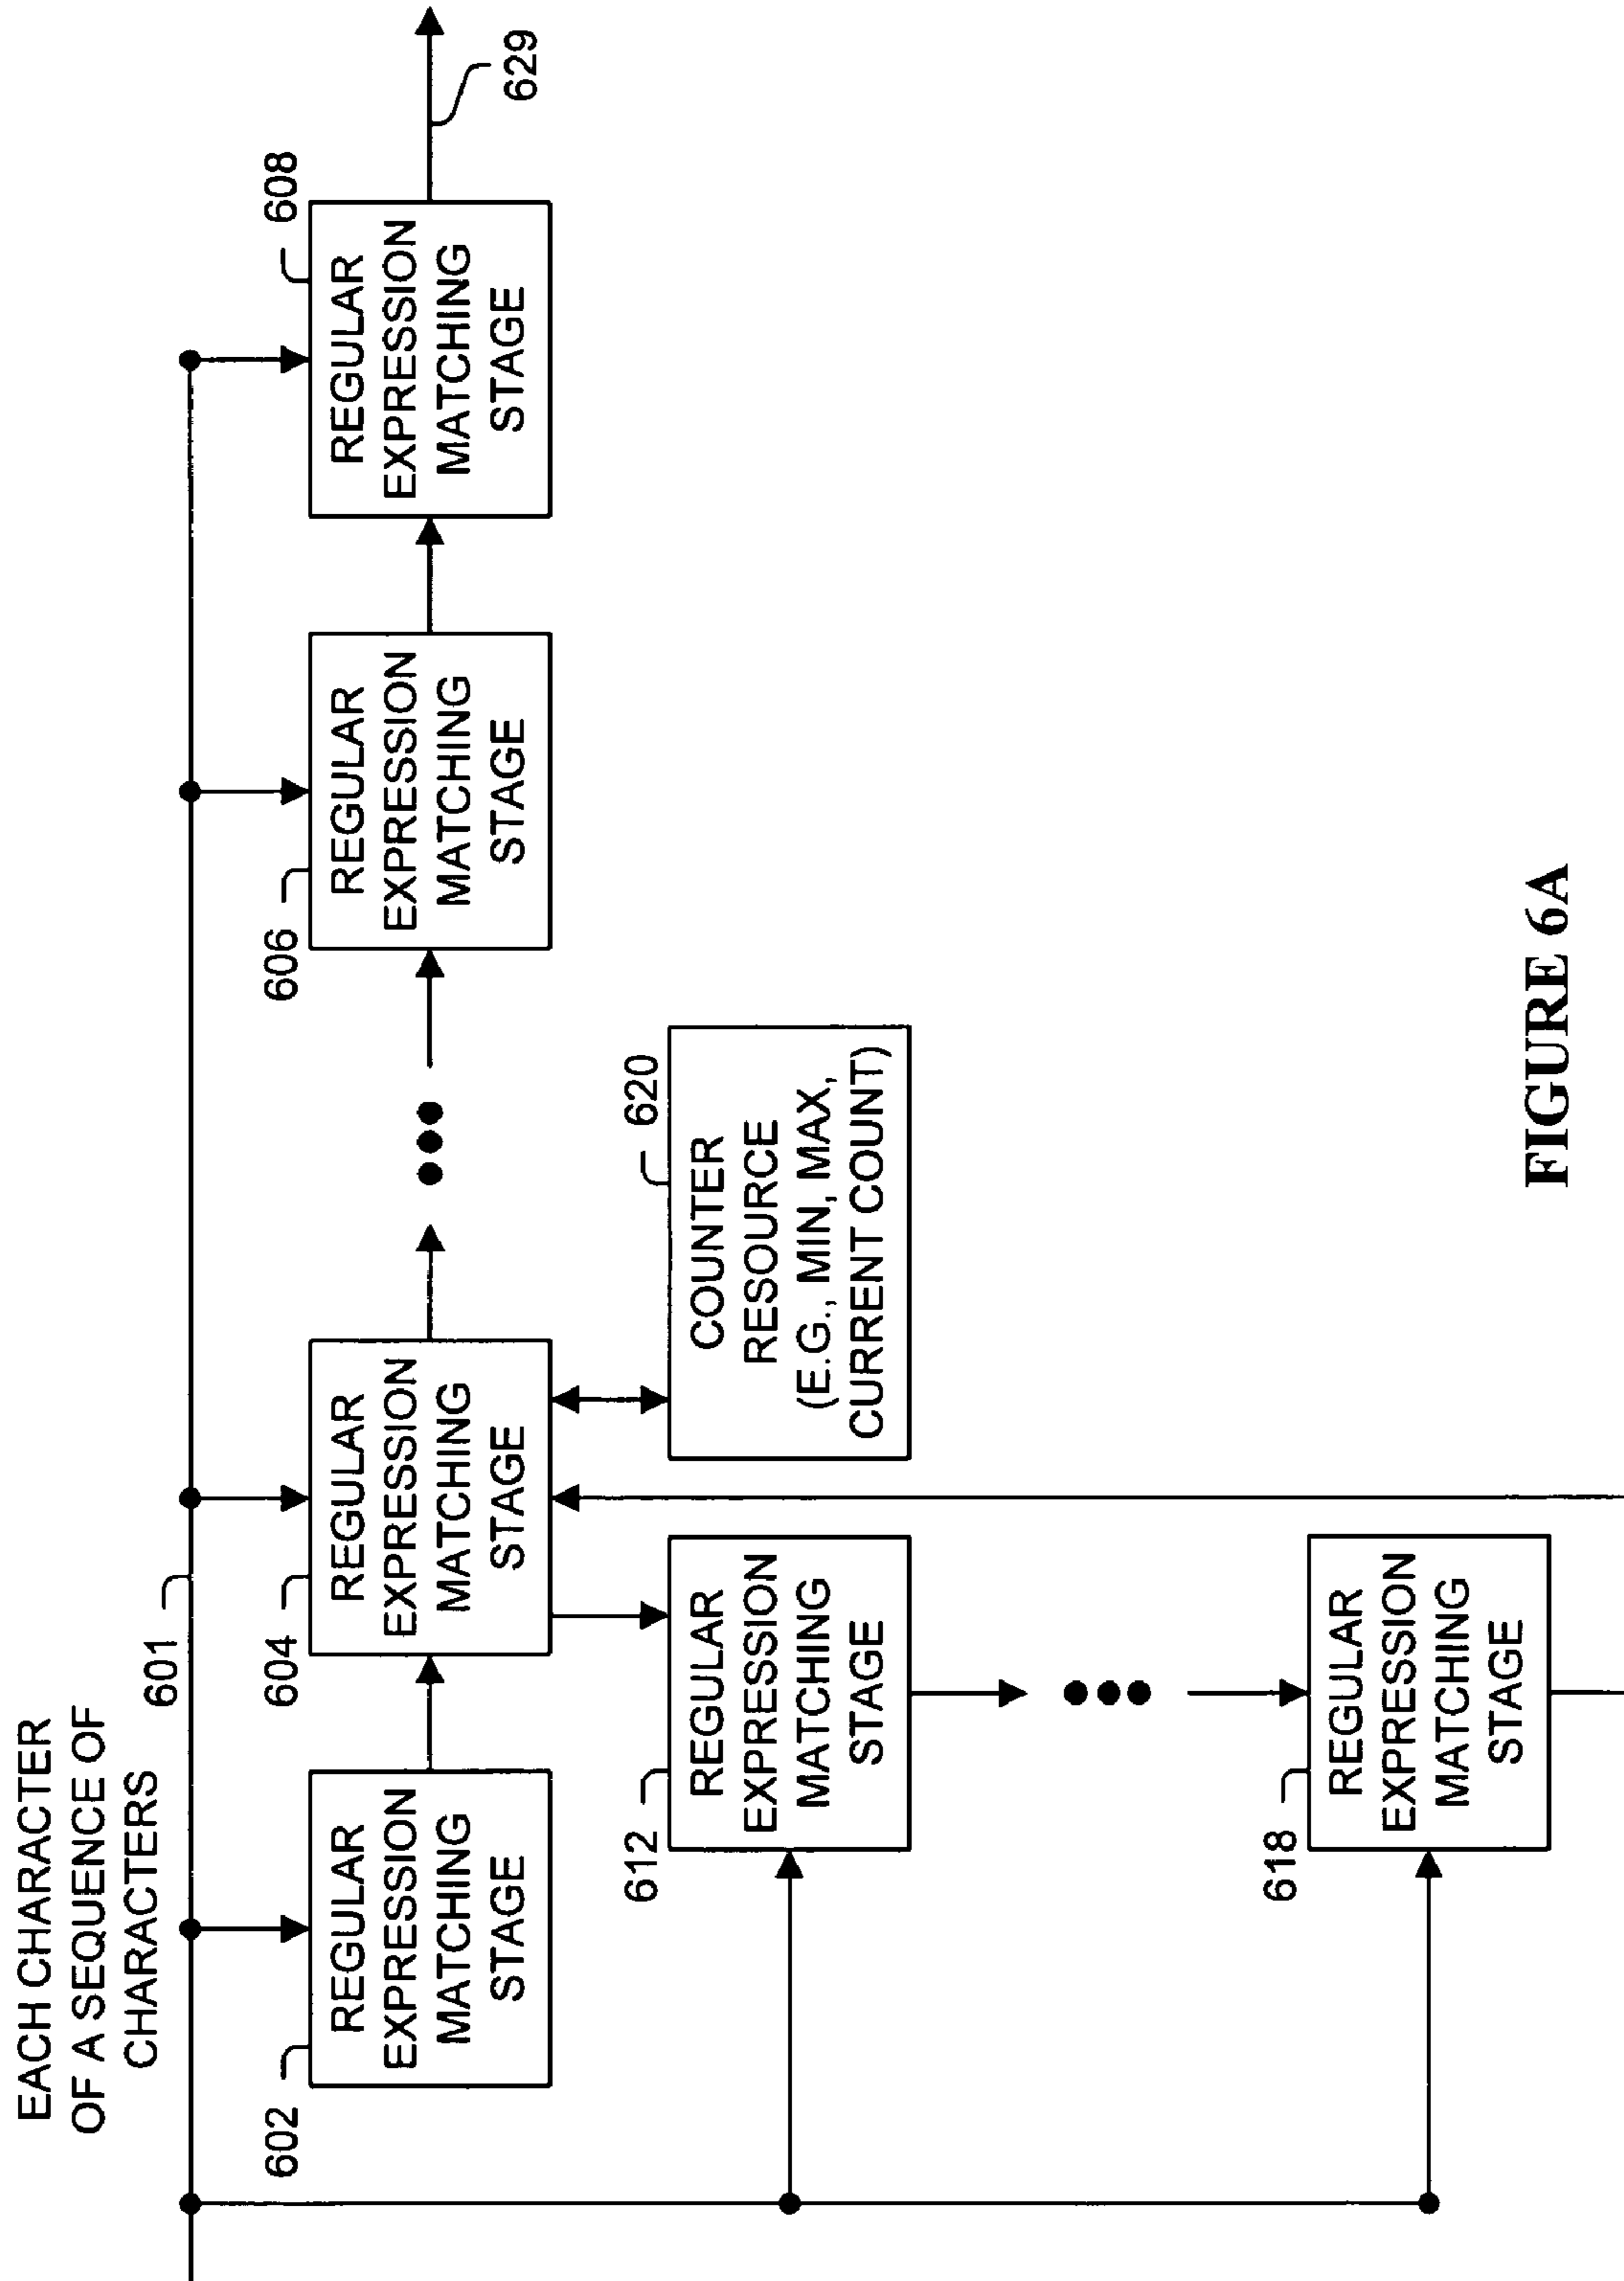 EACH CHARACTER
OF A SEQUENCE OF
CHARACTERS
601
602
REGULAR
EXPRESSION
MATCHING
STAGE
604
REGULAR
EXPRESSION
MATCHING
STAGE
606
REGULAR
EXPRESSION
MATCHING
STAGE
608
REGULAR
EXPRESSION
MATCHING
STAGE
629
612
REGULAR
EXPRESSION
MATCHING
STAGE
620
COUNTER
RESOURCE
(E.G., MIN, MAX,
CURRENT COUNT)
618
REGULAR
EXPRESSION
MATCHING
STAGE
FIGURE 6A